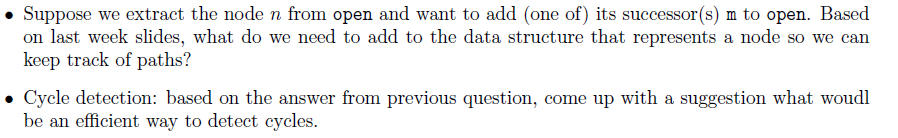 • Suppose we extract the node n from open and want to add (one of) its successor(s) m to open. Based
on last week slides, what do we need to add to the data structure that represents a node so we can
keep track of paths?
• Cycle detection: based on the answer from previous question, come up with a suggestion what woudl
be an efficient way to detect cycles.